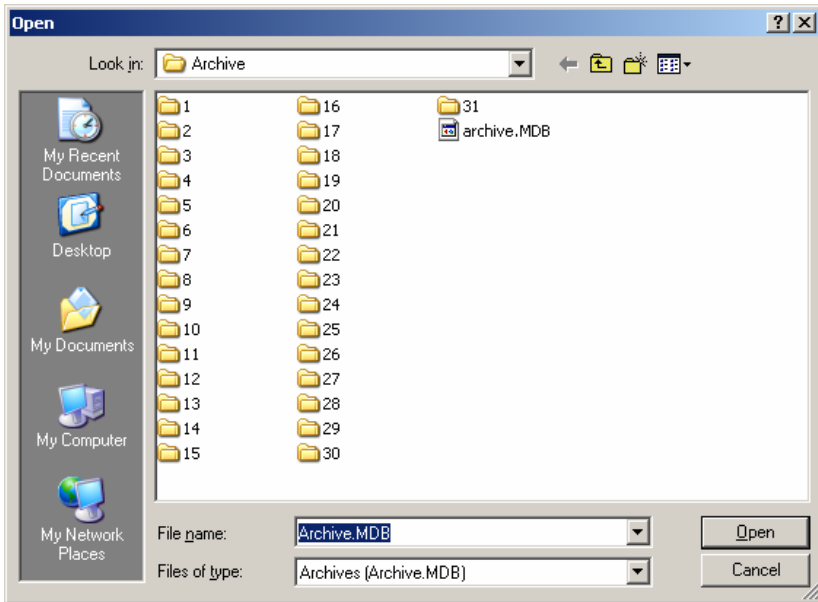 Open
Look in:
Archive
My Recent
Documents
Desktop
My Documents
My Computer
My Network
Places
1
2
3
4
5
6
7
8
9
10
11
12
13
14
15
16
17
18
19
20
21
22
23
24
25
26
27
28
29
30
31
archive.MDB
File name:
Archive.MDB
Open
Files of type:
Archives (Archive.MDB)
Cancel